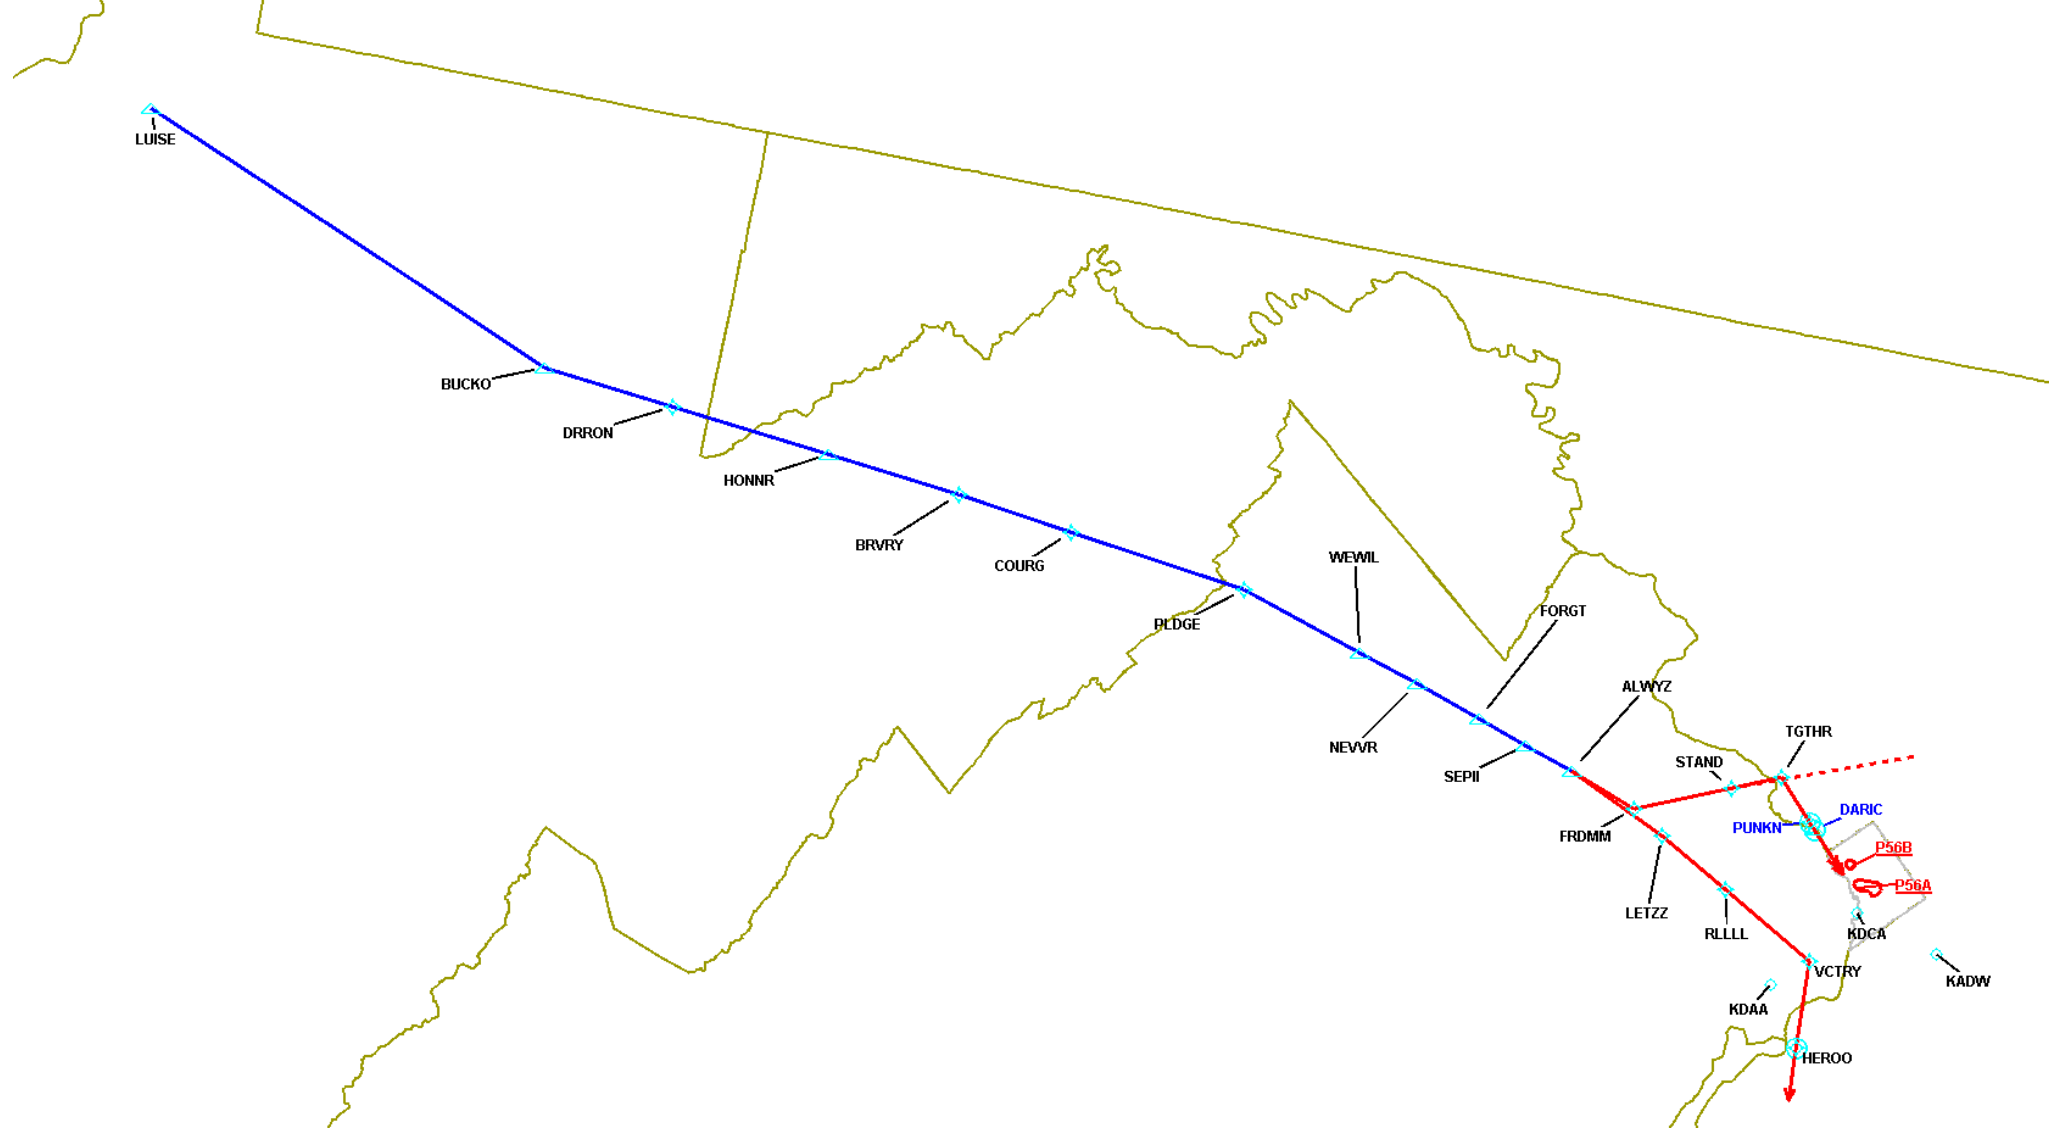 LUISE
BUCKO
DRRON
HONNR
BRVRY
COURG
WEWIL
PLDGE
FORGT
ALWYZ
NEVVR
SEPII
TGTHR
STAND
DARIC
PUNKN
FRDMM
P56B
P56A
LETZZ
RLLLL
KDCA
VCTRY
KADW
KDAA
HEROO